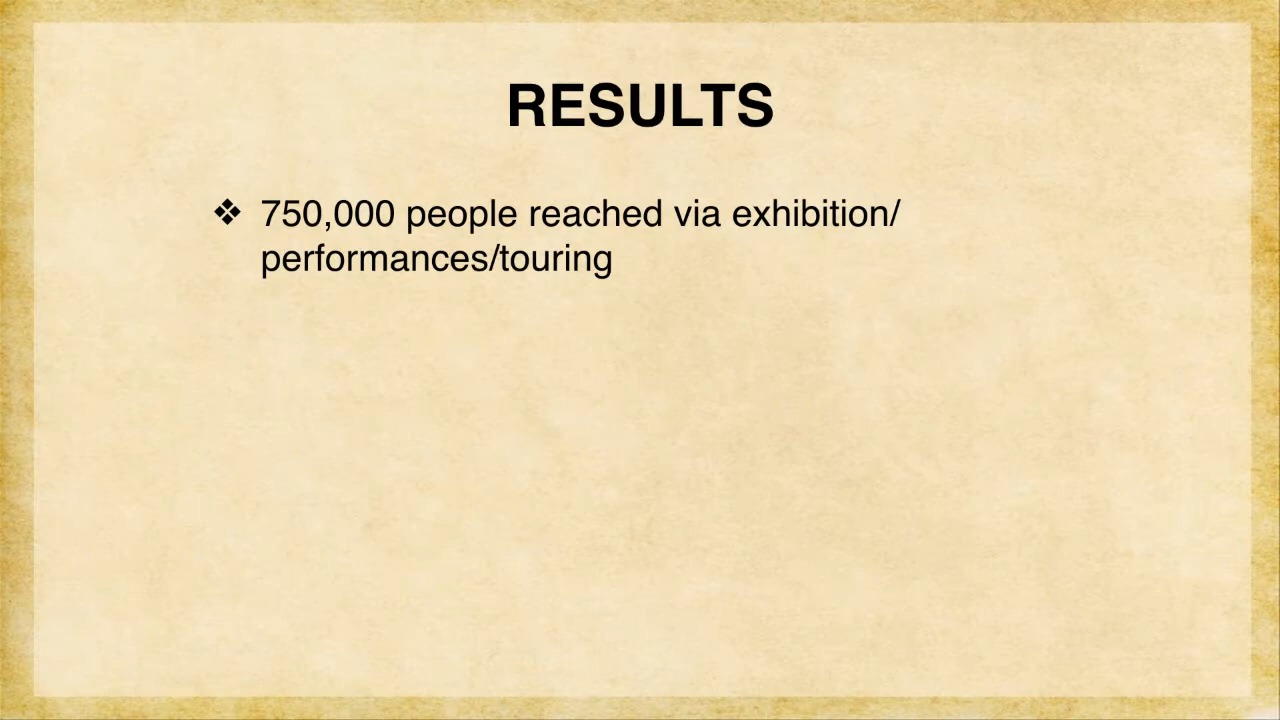 RESULTS
❖ 750,000 people reached via exhibition/
performances/touring